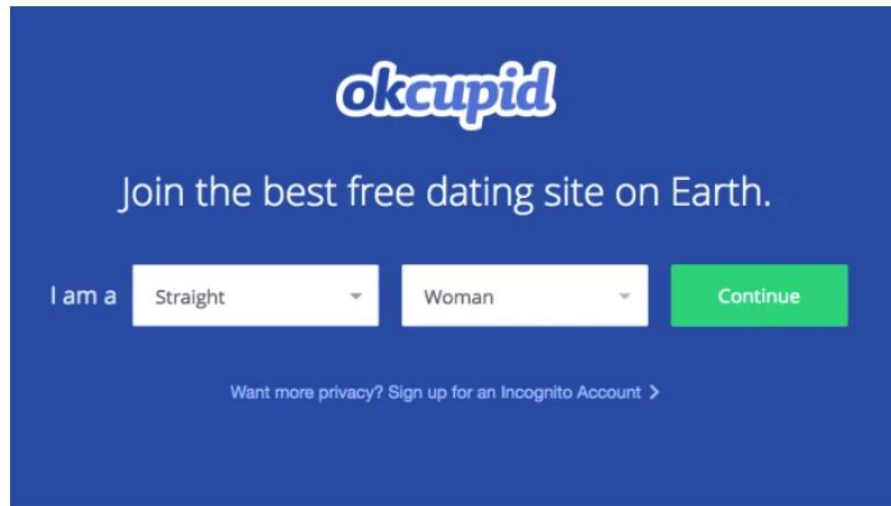 okcupid
Join the best free dating site on Earth.
I am a Straight Woman Continue
Want more privacy? Sign up for an Incognito Account >